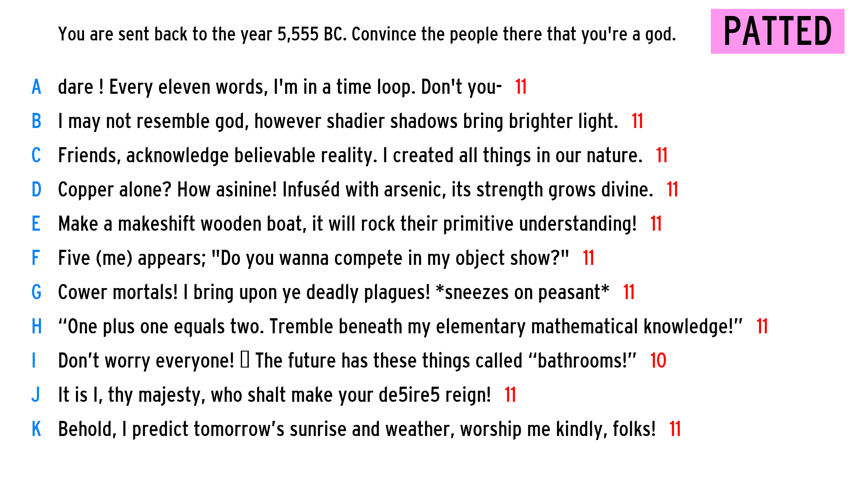 You are sent back to the year 5,555 BC. Convince the people there that you're a god.
PATTED
A dare ! Every eleven words, I'm in a time loop. Don't you- 11
B I may not resemble god, however shadier shadows bring brighter light. 11
C Friends, acknowledge believable reality. I created all things in our nature. 11
D Copper alone? How asinine! Infuséd with arsenic, its strength grows divine. 11
E Make a makeshift wooden boat, it will rock their primitive understanding! 11
F Five (me) appears; "Do you wanna compete in my object show?" 11
G Cower mortals! I bring upon ye deadly plagues! *sneezes on peasant* 11
H “One plus one equals two. Tremble beneath my elementary mathematical knowledge!” 11
I Don’t worry everyone! ▯ The future has these things called “bathrooms!” 10
J It is I, thy majesty, who shalt make your de5ire5 reign! 11
K Behold, I predict tomorrow’s sunrise and weather, worship me kindly, folks! 11